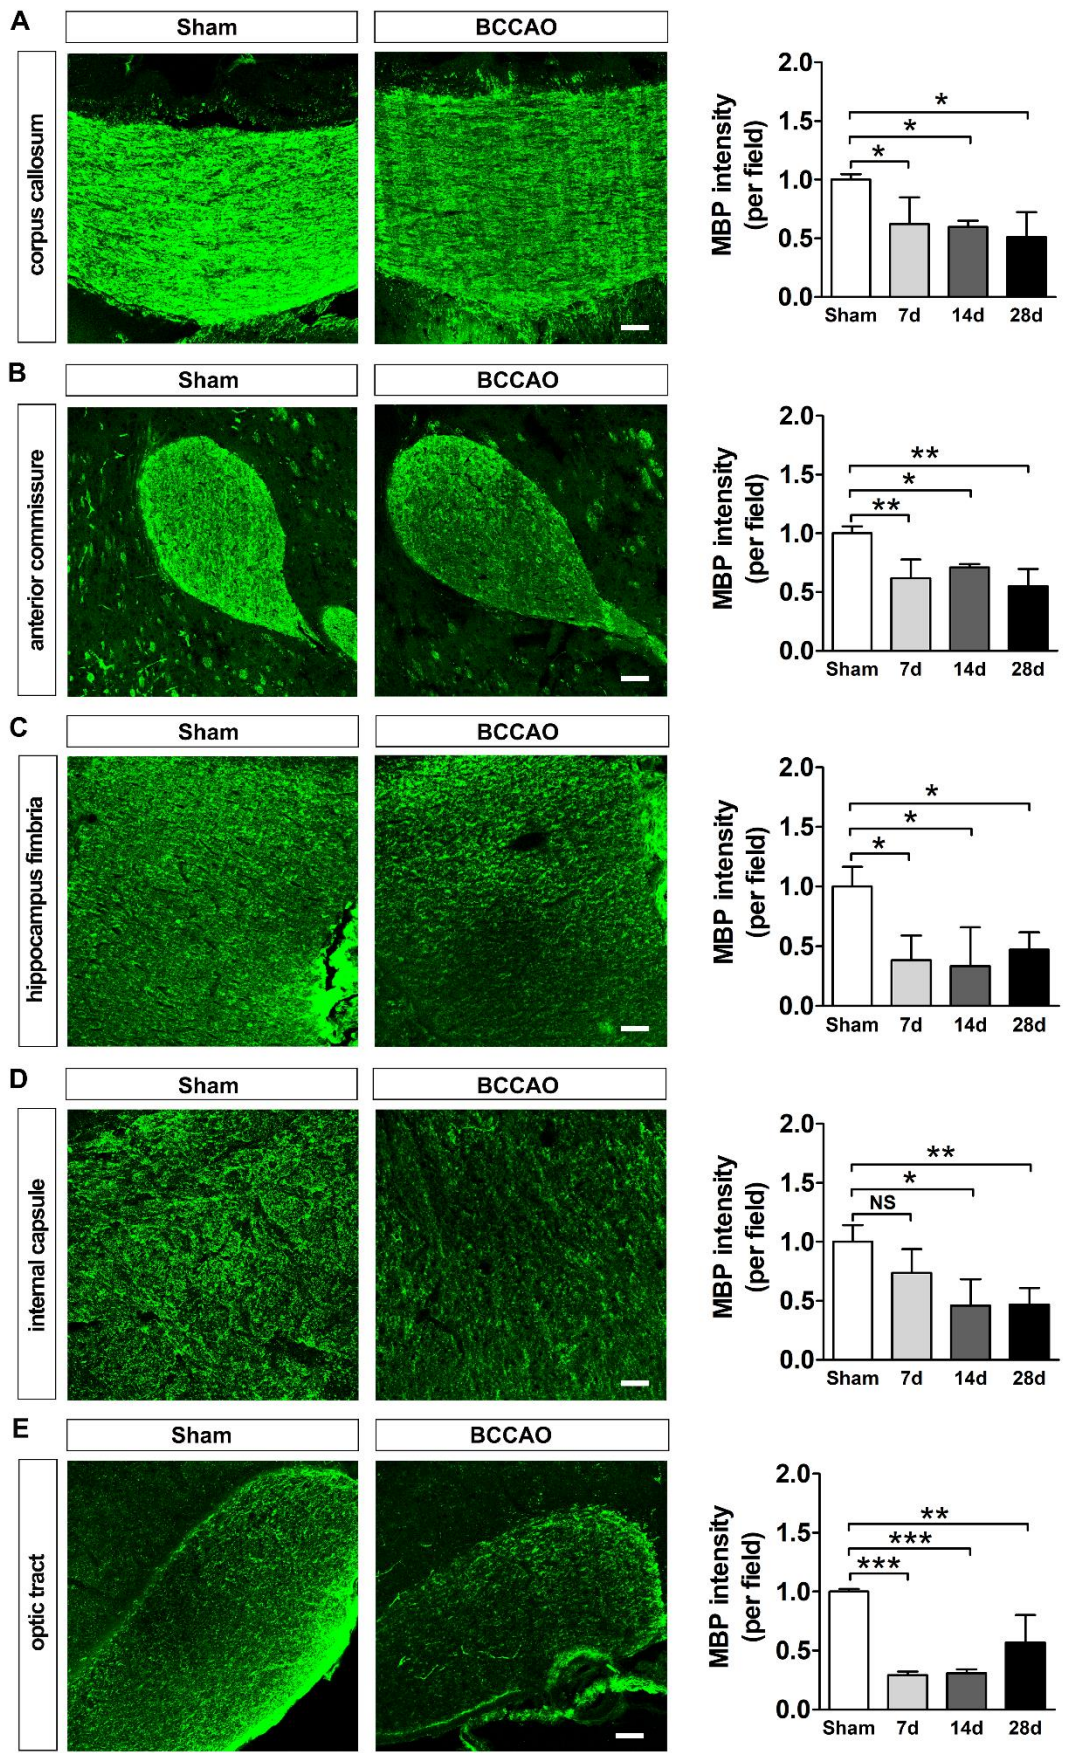 A
Sham
BCCAO
corpus callosum
MBP intensity
(per field)
2.0
1.5
1.0
0.5
0.0
*
*
*
Sham
7d
14d
28d
B
Sham
BCCAO
anterior commissure
MBP intensity
(per field)
2.0
1.5
1.0
0.5
0.0
**
*
**
Sham
7d
14d
28d
C
Sham
BCCAO
hippocampus fimbria
MBP intensity
(per field)
2.0
1.5
1.0
0.5
0.0
*
*
*
Sham
7d
14d
28d
D
Sham
BCCAO
internal capsule
MBP intensity
(per field)
2.0
1.5
1.0
0.5
0.0
**
*
NS
Sham
7d
14d
28d
E
Sham
BCCAO
optic tract
MBP intensity
(per field)
2.0
1.5
1.0
0.5
0.0
**
***
***
Sham
7d
14d
28d